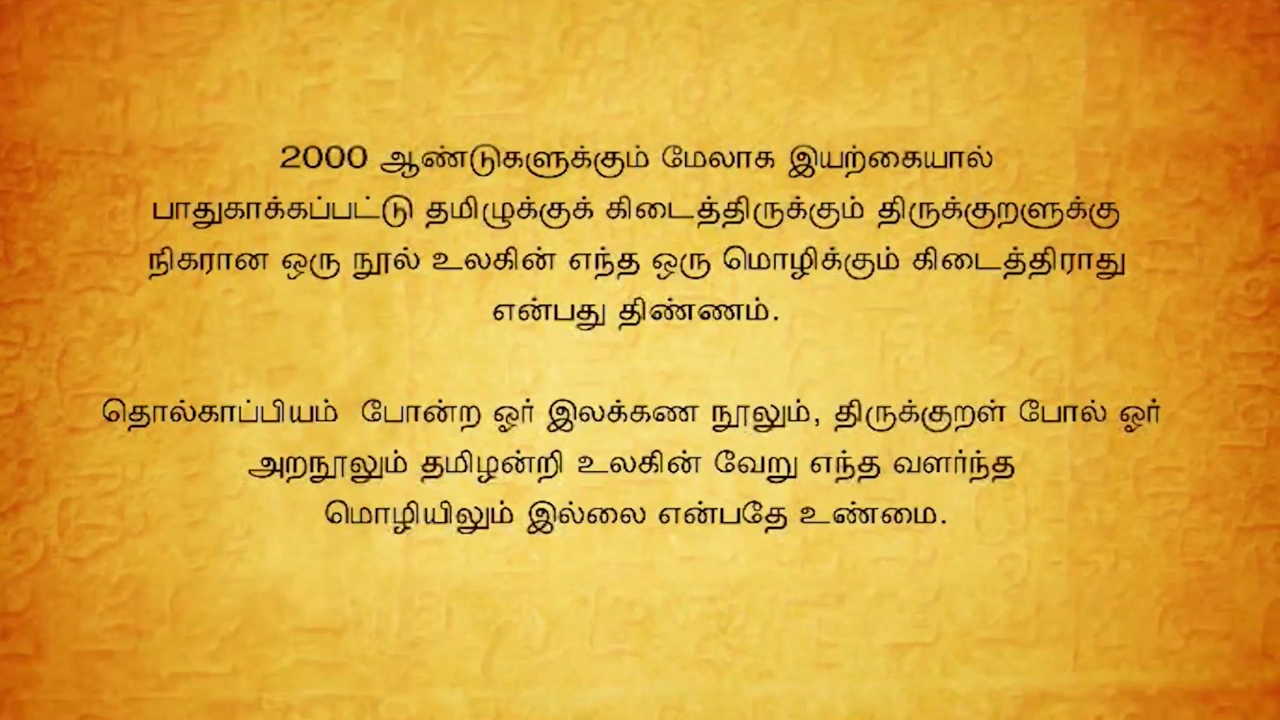 2000 ஆண்டுகளுக்கும் மேலாக இயற்கையால்
பாதுகாக்கப்பட்டு தமிழுக்குக் கிடைத்திருக்கும் திருக்குறளுக்கு
நிகரான ஒரு நூல் உலகின் எந்த ஒரு மொழிக்கும் கிடைத்திராது
என்பது திண்ணம்.
தொல்காப்பியம் போன்ற ஓர் இலக்கண நூலும், திருக்குறள் போல் ஓர்
அறநூலும் தமிழன்றி உலகின் வேறு எந்த வளர்ந்த
மொழியிலும் இல்லை என்பதே உண்மை.